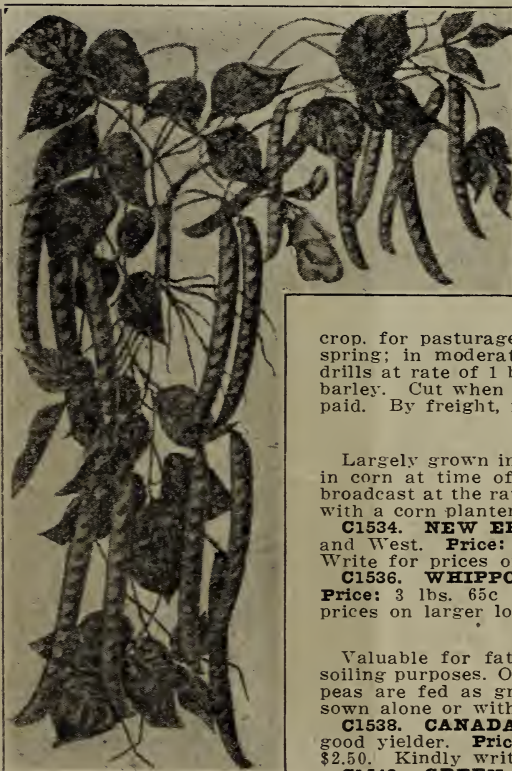 crop. for pasturage
spring; in moderat
drills at rate of 1 b
barley. Cut when
paid. By freight,
Largely grown in
in corn at time of
broadcast at the ra
with a corn planter
C1534. NEW ER
and West. Price:
Write for prices o
C1536. WHIPPO
Price: 3 lbs. 65c
prices on larger lo
Valuable for fat
soiling purposes. O
peas are fed as gr
sown alone or with
C1538. CANADA
good yielder. Pric
$2.50. Kindly writ